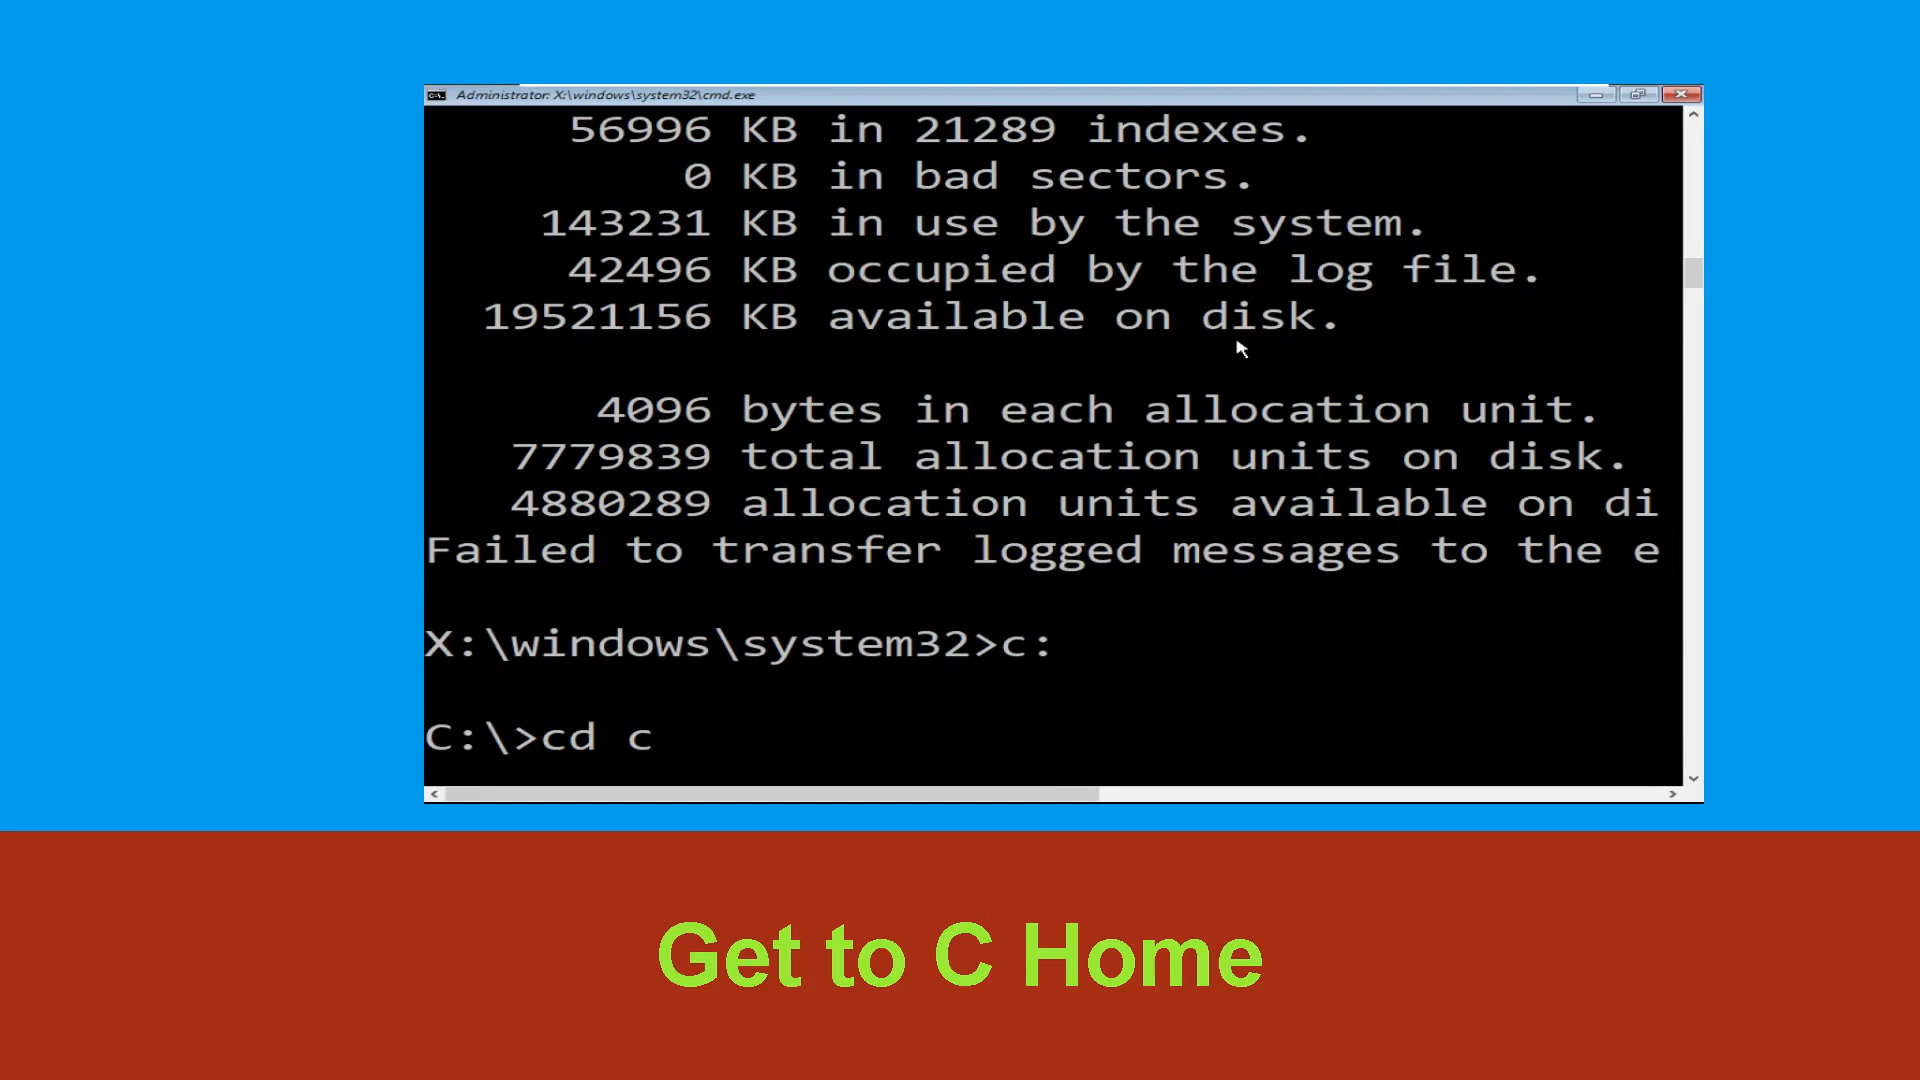 Administrator: X:\windows\system32\cmd.exe
56996 KB in 21289 indexes.
0 KB in bad sectors.
143231 KB in use by the system.
42496 KB occupied by the log file.
19521156 KB available on disk.
4096 bytes in each allocation unit.
7779839 total allocation units on disk.
4880289 allocation units available on di
Failed to transfer logged messages to the e
X:\windows\system32>c:
C:\>cd c
Get to C Home